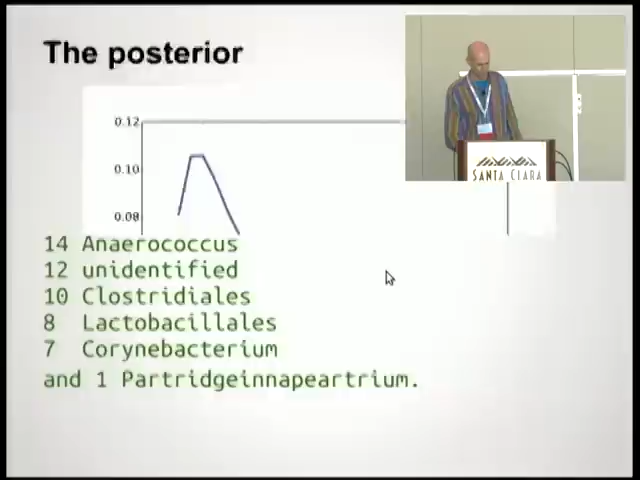 The posterior
0.12
0.10
0.08
14 Anaerococcus
12 unidentified
10 Clostridiales
8 Lactobacillales
7 Corynebacterium
and 1 Partridgeinnapeartrium.
SANTA CLARA